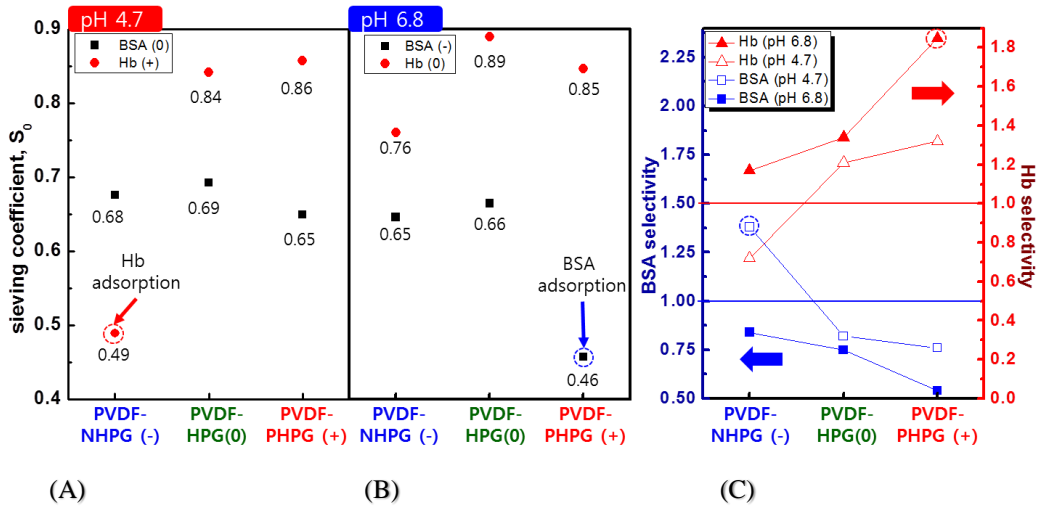 pH 4.7
BSA (0)
Hb (+)
sieving coefficient, S₀
0.9
0.8
0.7
0.6
0.5
0.4
0.84
0.86
0.68
0.69
0.65
Hb
adsorption
0.49
PVDF-
NHPG (-)
PVDF-
HPG(0)
PVDF-
PHPG (+)
(A)
pH 6.8
BSA (-)
Hb (0)
0.89
0.85
0.76
0.65
0.66
BSA
adsorption
0.46
PVDF-
NHPG (-)
PVDF-
HPG(0)
PVDF-
PHPG (+)
(B)
Hb (pH 6.8)
Hb (pH 4.7)
BSA (pH 4.7)
BSA (pH 6.8)
BSA selectivity
2.25
2.00
1.75
1.50
1.25
1.00
0.75
0.50
Hb selectivity
1.8
1.6
1.4
1.2
1.0
0.8
0.6
0.4
0.2
0.0
PVDF-
NHPG (-)
PVDF-
HPG(0)
PVDF-
PHPG (+)
(C)